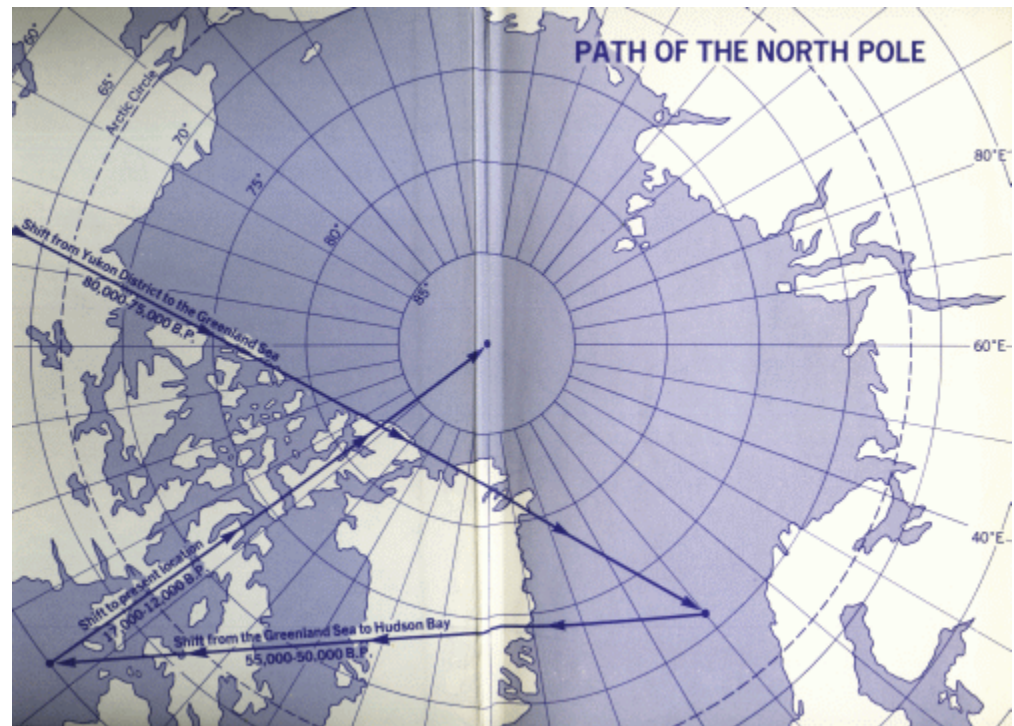 PATH OF THE NORTH POLE
60°
65°
Arctic Circle
70°
75°
80°
85°
80°E
60°E
40°E
Shift from Yukon District to the Greenland Sea
80,000-75,000 B.P.
Shift to present location
17,000-12,000 B.P.
Shift from the Greenland Sea to Hudson Bay
55,000-50,000 B.P.